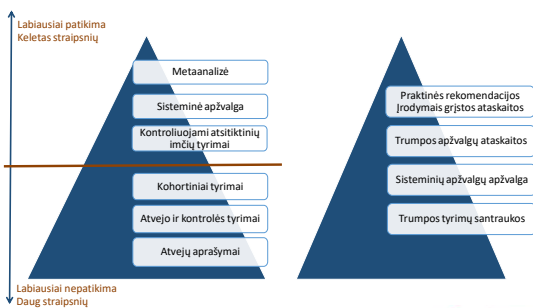 Labiausiai patikima
Keletas straipsnių
Metaanalizė
Sisteminė apžvalga
Kontroliuojami atsitiktinių
imčių tyrimai
Kohortiniai tyrimai
Atvejo ir kontrolės tyrimai
Atvejų aprašymai
Labiausiai nepatikima
Daug straipsnių
Praktinės rekomendacijos
Įrodymais grįstos ataskaitos
Trumpos apžvalgų ataskaitos
Sisteminių apžvalgų apžvalga
Trumpos tyrimų santraukos